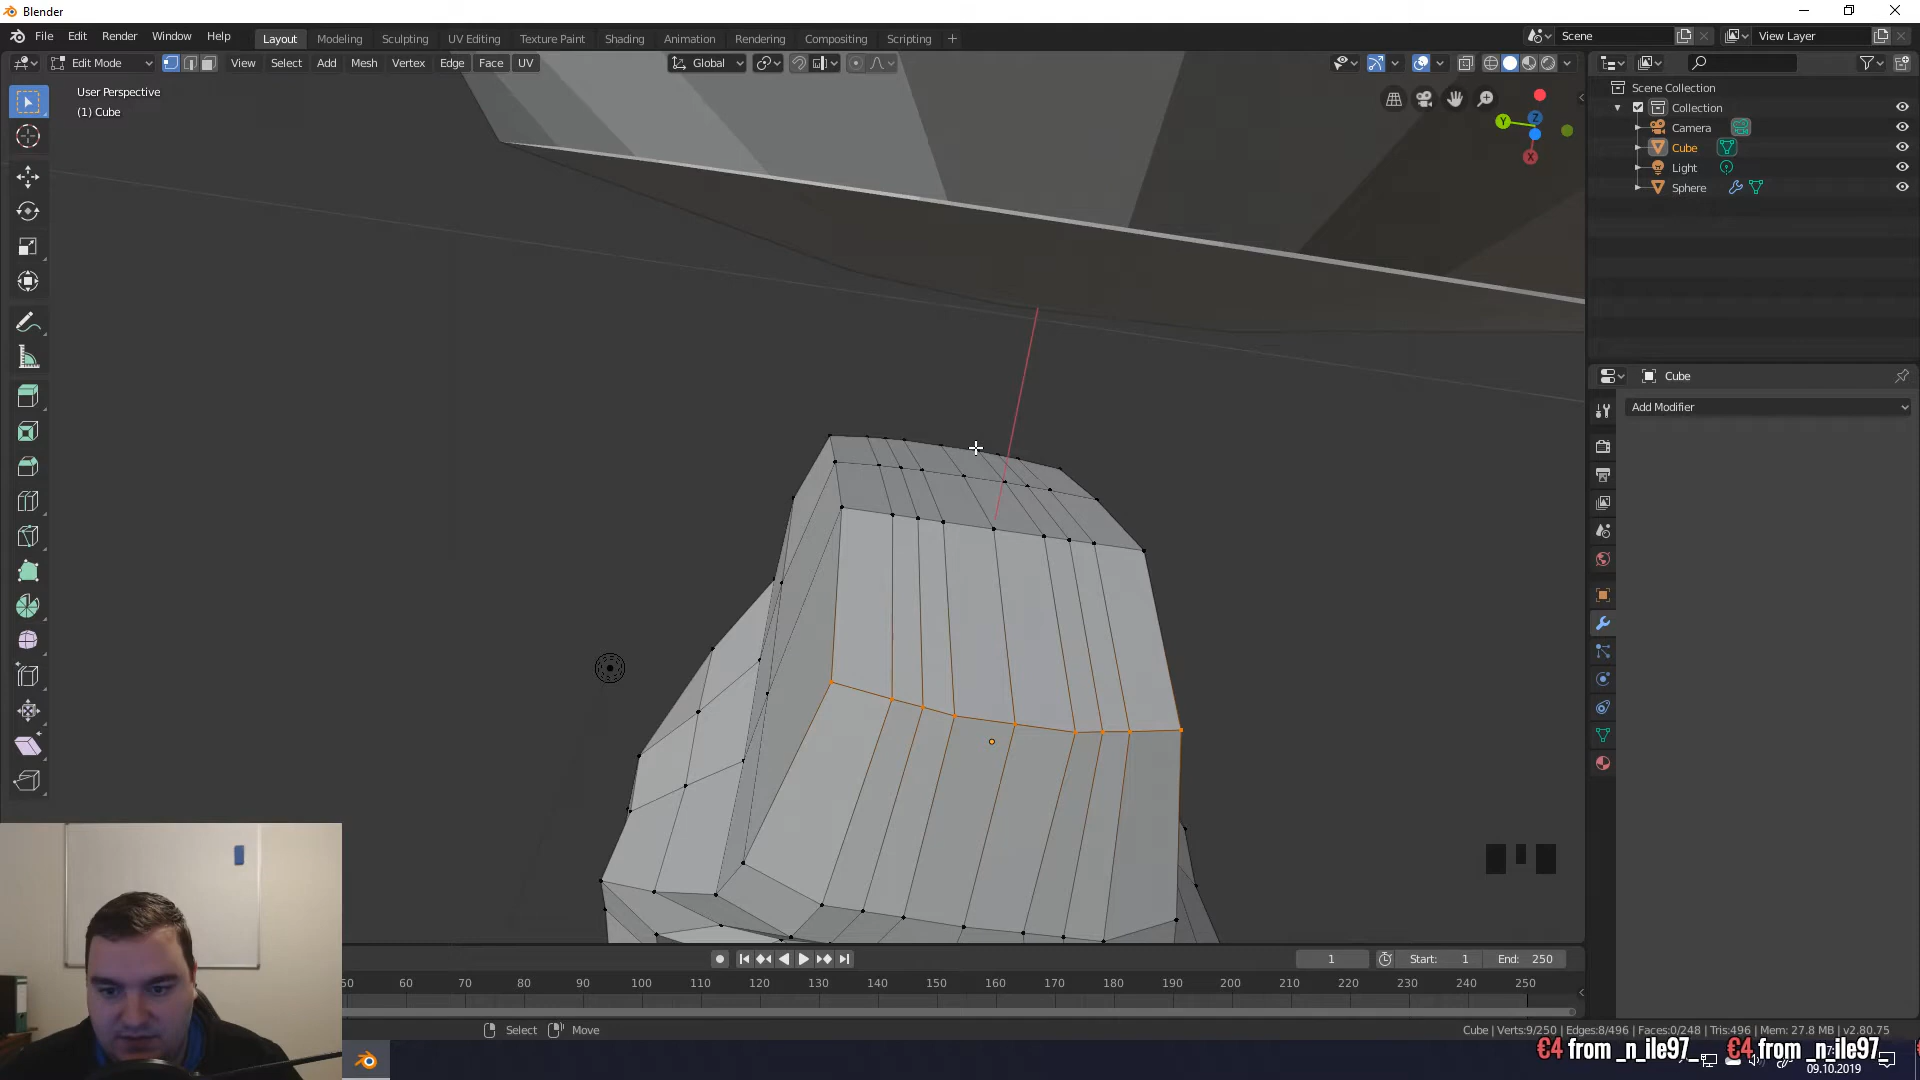 Blender
File Edit Render Window Help
Layout Modeling Sculpting UV Editing Texture Paint Shading Animation Rendering Compositing Scripting +
Scene
View Layer
Edit Mode View Select Add Mesh Vertex Edge Face UV
Global
User Perspective
(1) Cube
Y Z X
Scene Collection
Collection
Camera
Cube
Light
Sphere
Cube
Add Modifier
1 Start: 1 End: 250
50 60 70 80 90 100 110 120 130 140 150 160 170 180 190 200 210 220 230 240 250
Select Move
Cube | Verts:9/250 | Edges:8/496 | Faces:0/248 | Tris:496 | Mem: 27.8 MB | v2.80.75
€4 from _n_ile97_ €4 from _n_ile97_
09.10.2019